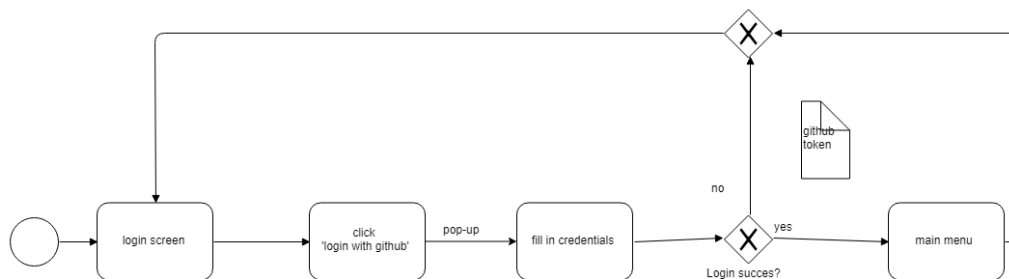 github
token
no
login screen
click
'login with github'
pop-up
fill in credentials
yes
main menu
Login succes?